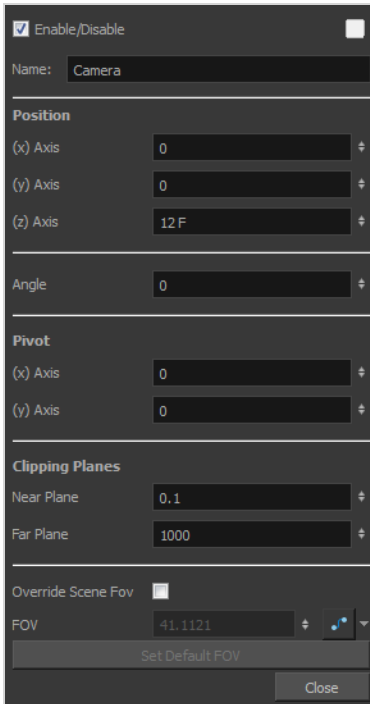 Enable/Disable
Name: Camera
Position
(x) Axis 0
(y) Axis 0
(z) Axis 12 F
Angle 0
Pivot
(x) Axis 0
(y) Axis 0
Clipping Planes
Near Plane 0.1
Far Plane 1000
Override Scene Fov
FOV 41.1121
Set Default FOV
Close